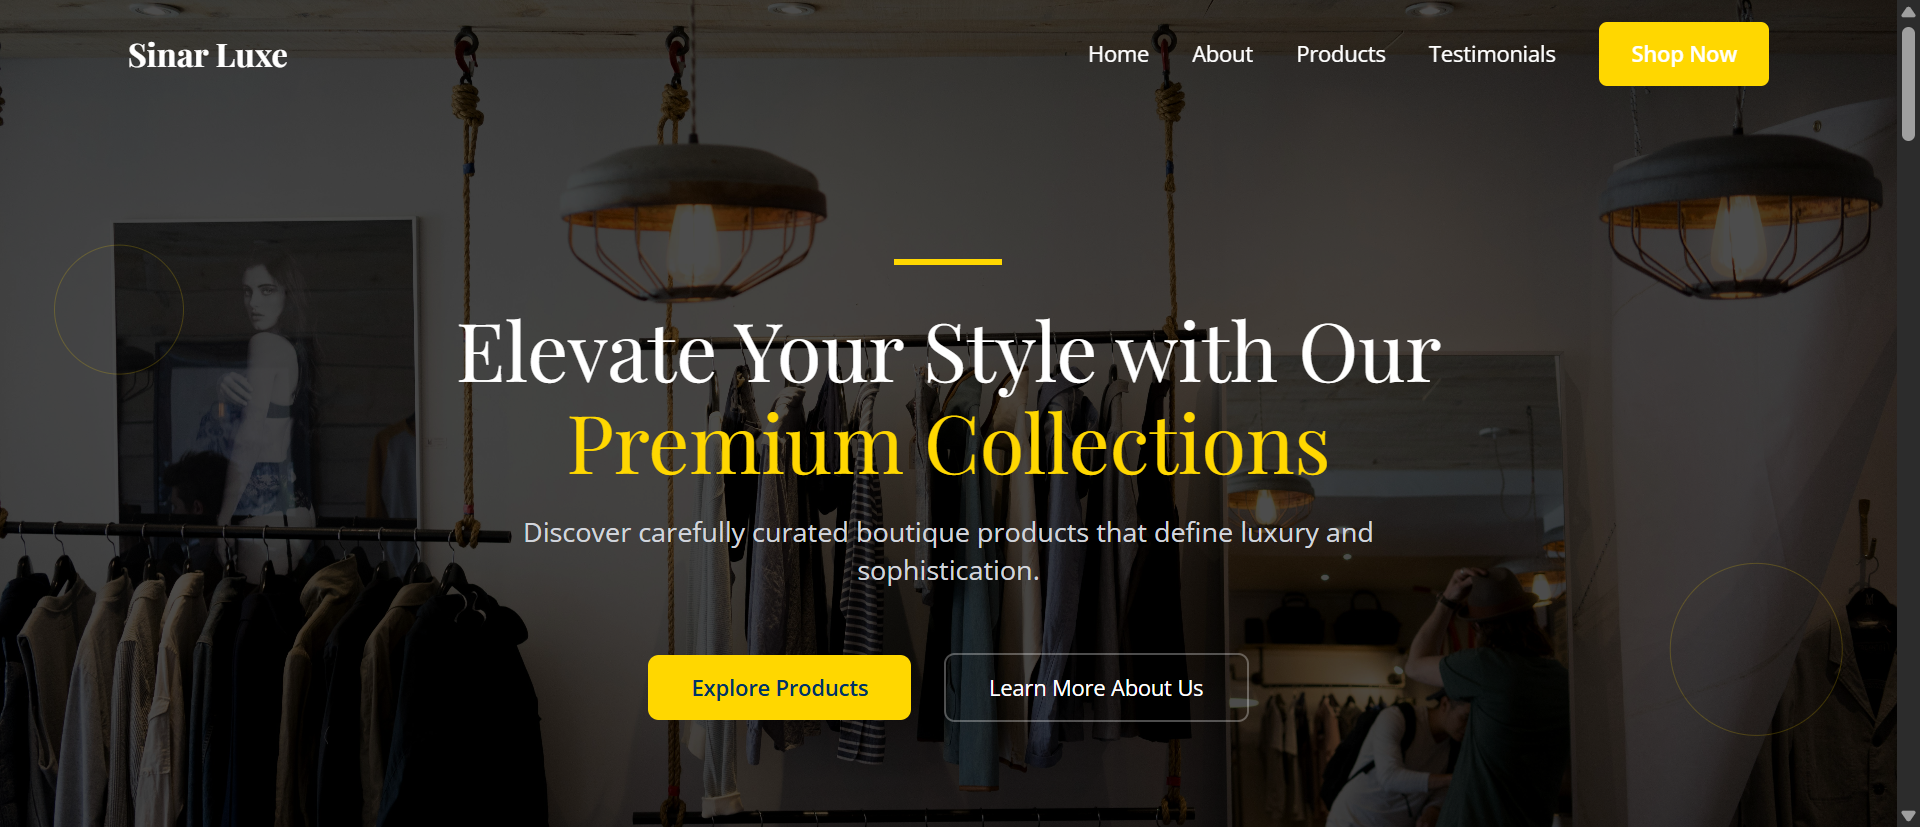 Sinar Luxe
Home
About
Products
Testimonials
Shop Now
Elevate Your Style with Our
Premium Collections
Discover carefully curated boutique products that define luxury and
sophistication.
Explore Products
Learn More About Us